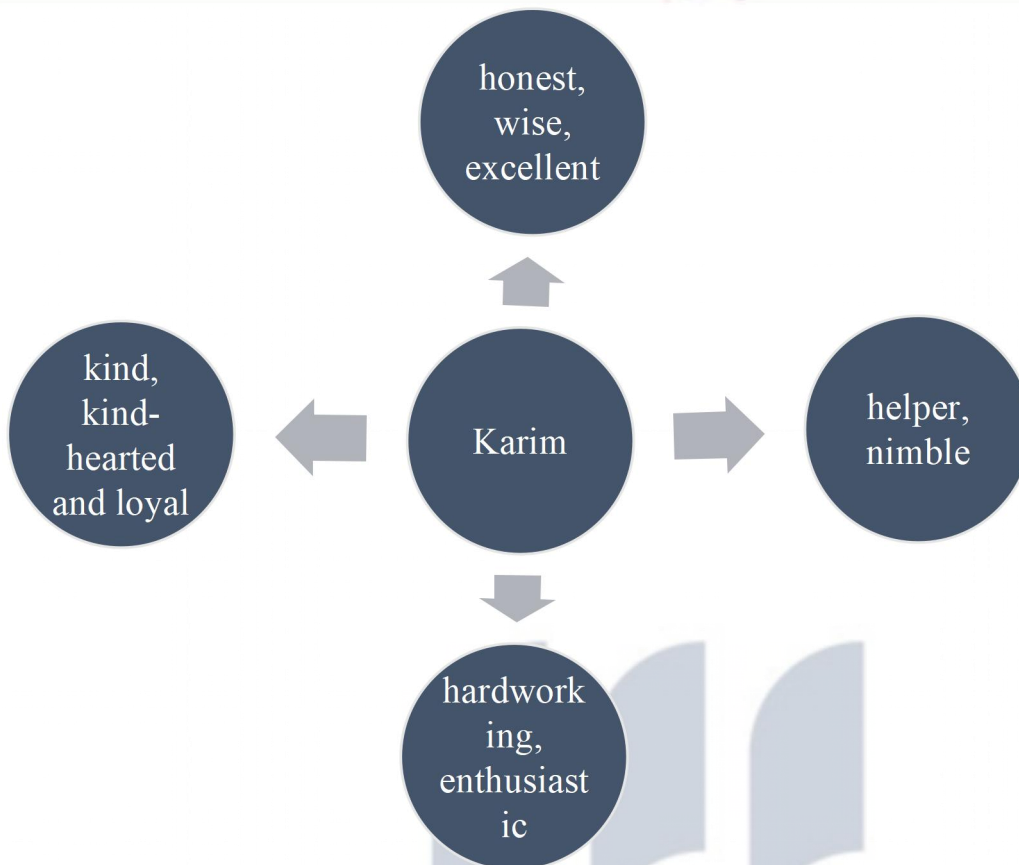 honest,
wise,
excellent
kind,
kind-
hearted
and loyal
Karim
helper,
nimble
hardwork
ing,
enthusiast
ic